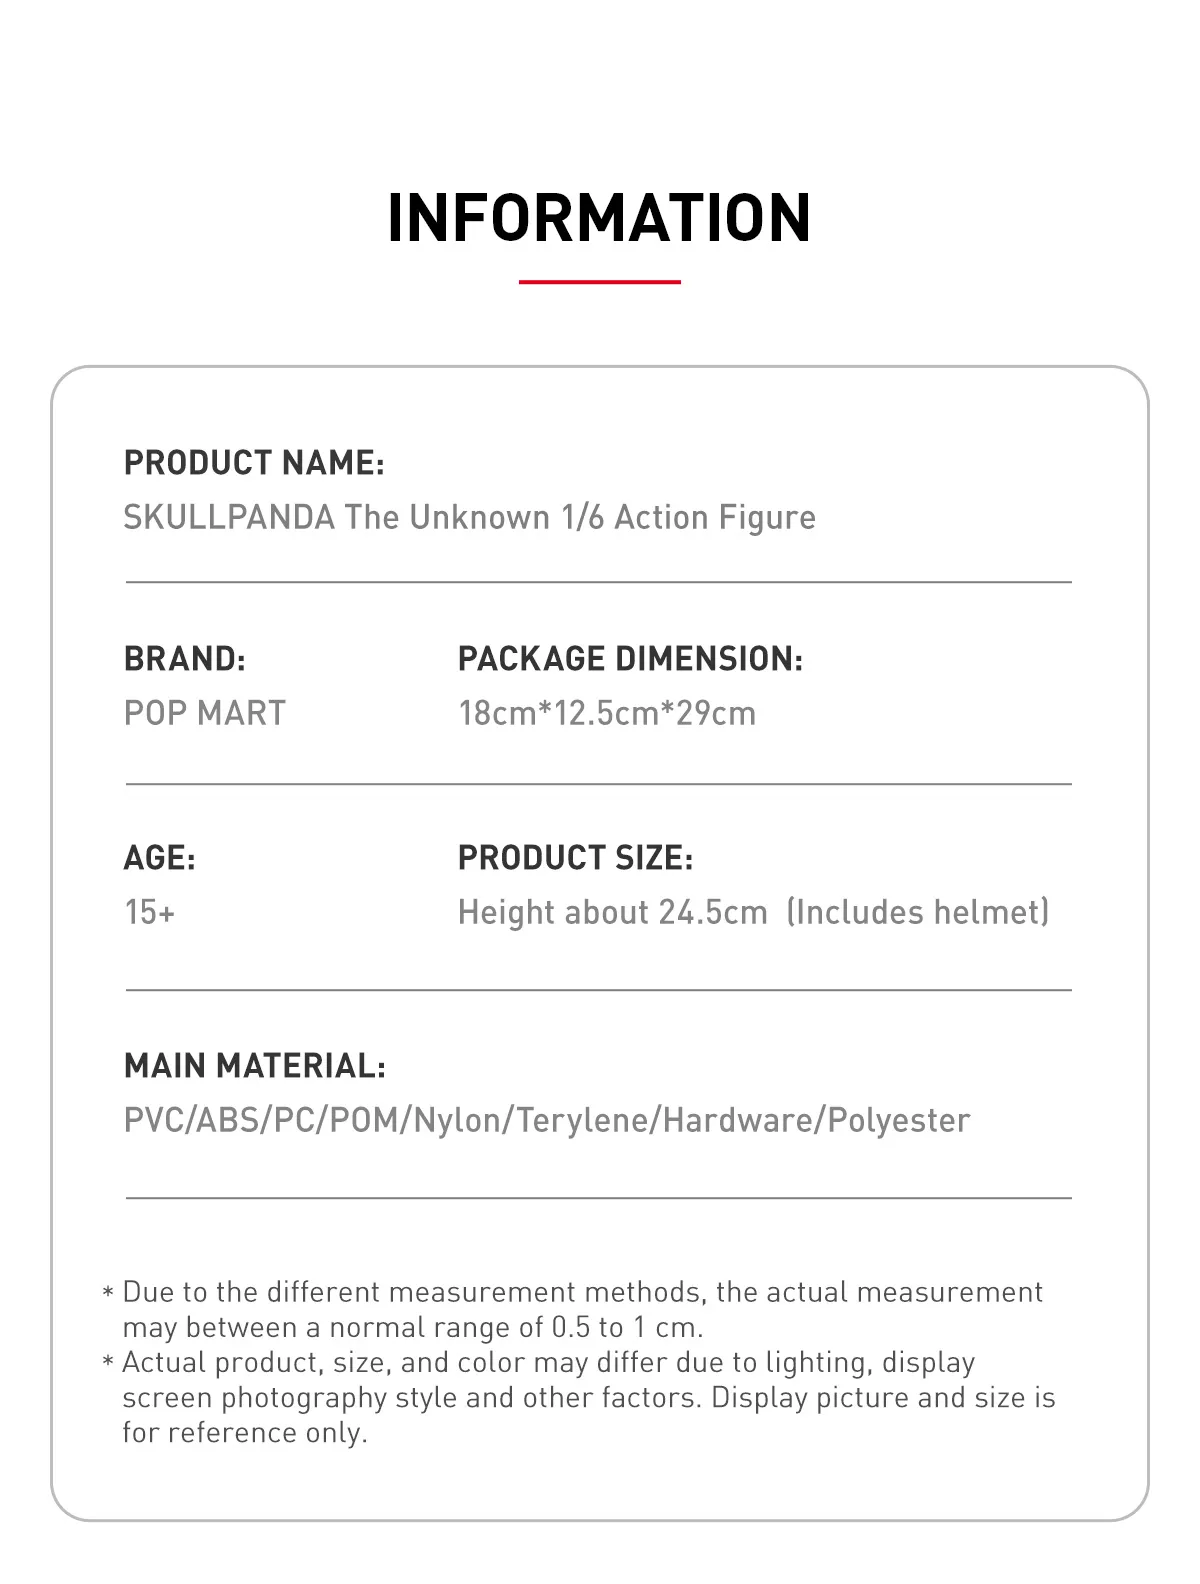 INFORMATION
PRODUCT NAME:
SKULLPANDA The Unknown 1/6 Action Figure
BRAND:
POP MART
PACKAGE DIMENSION:
18cm*12.5cm*29cm
AGE:
15+
PRODUCT SIZE:
Height about 24.5cm (Includes helmet)
MAIN MATERIAL:
PVC/ABS/PC/POM/Nylon/Terylene/Hardware/Polyester
* Due to the different measurement methods, the actual measurement
may between a normal range of 0.5 to 1 cm.
* Actual product, size, and color may differ due to lighting, display
screen photography style and other factors. Display picture and size is
for reference only.